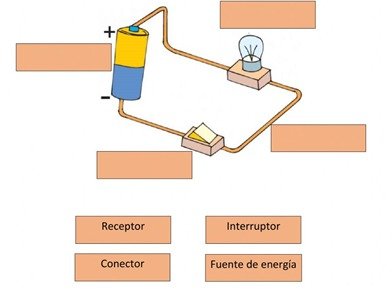 +
-
Receptor
Interruptor
Conector
Fuente de energía